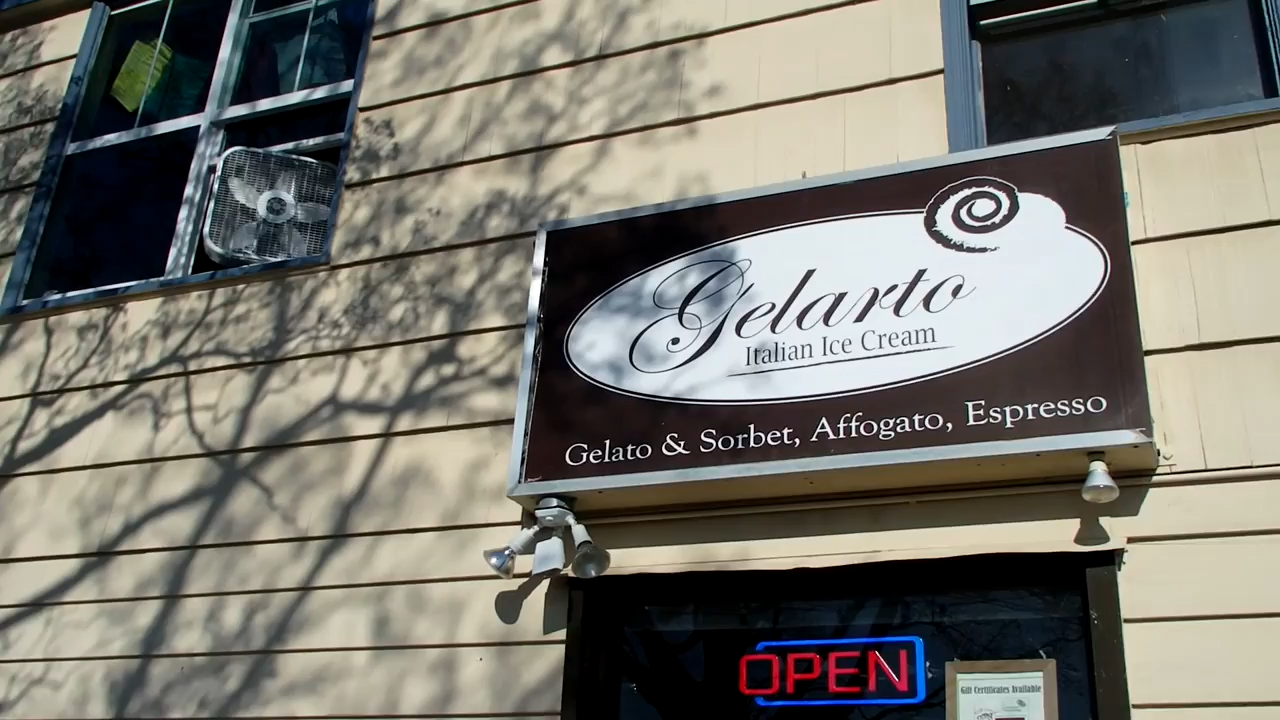 Gelarto
Italian Ice Cream
Gelato & Sorbet, Affogato, Espresso
OPEN
Gift Certificates Available